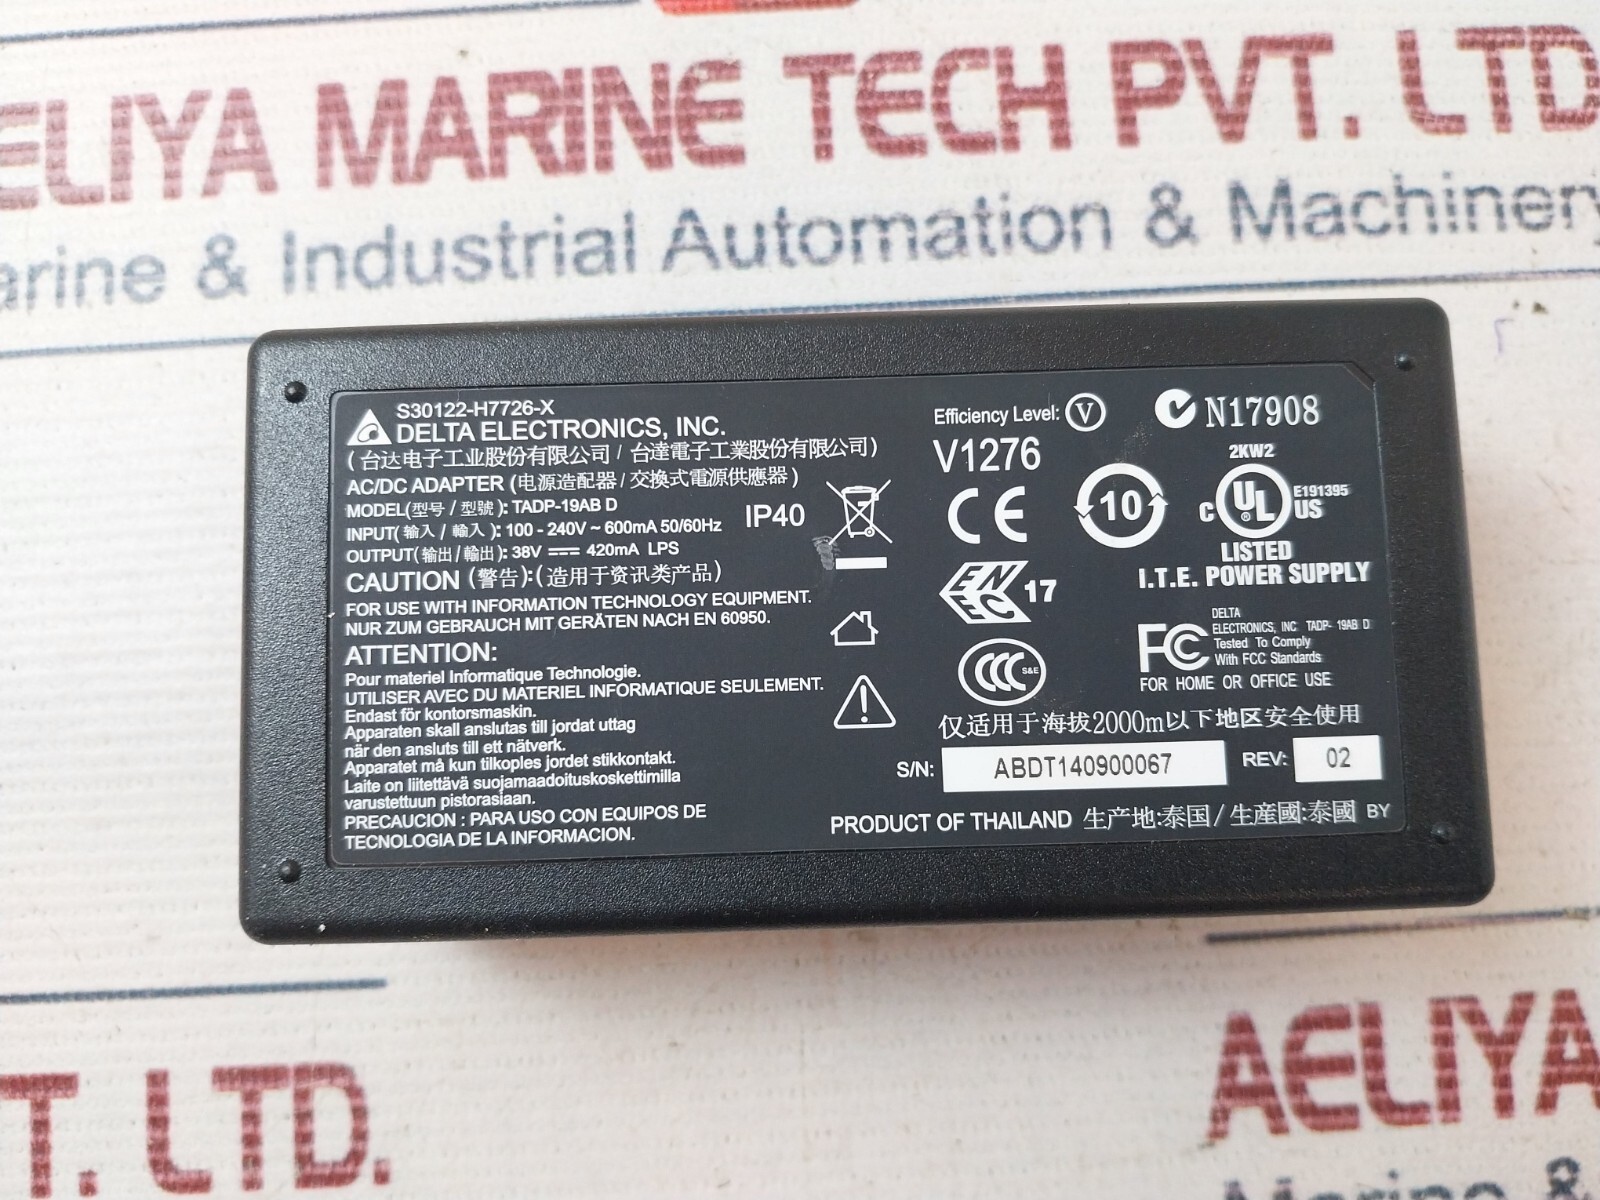 ELIYA MARINE TECH PVT. LTD
arine & Industrial Automation & Machinery
S30122-H7726-X
DELTA ELECTRONICS, INC.
(台达电子工业股份有限公司 / 台達電子工業股份有限公司)
AC/DC ADAPTER (电源造配器 / 交換式電源供應器)
MODEL(型号 / 型號): TADP-19AB D
INPUT(输入 / 輸入): 100 - 240V ~ 600mA 50/60Hz
OUTPUT(输出 / 輸出): 38V ⎓ 420mA LPS
IP40
CAUTION (警告):(造用于资讯类产品)
FOR USE WITH INFORMATION TECHNOLOGY EQUIPMENT.
NUR ZUM GEBRAUCH MIT GERÄTEN NACH EN 60950.
ATTENTION:
Pour materiel Informatique Technologie.
UTILISER AVEC DU MATERIEL INFORMATIQUE SEULEMENT.
Endast för kontorsmaskin.
Apparaten skall anslutas till jordat uttag
när den ansluts till ett nätverk.
Apparatet må kun tilkoples jordet stikkontakt.
Laite on liitettävä suojamaadoituskoskettimilla
varustettuun pistorasiaan.
PRECAUCION : PARA USO CON EQUIPOS DE
TECNOLOGIA DE LA INFORMACION.
Efficiency Level: V
N17908
V1276
CE
10
2KW2
C UL US
®
E191395
LISTED
I.T.E. POWER SUPPLY
ENEC 17
CCC S&E
FC
DELTA
ELECTRONICS, INC. TADP- 19AB D
Tested To Comply
With FCC Standards
FOR HOME OR OFFICE USE
仅适用于海拔2000m以下地区安全使用
S/N: ABDT140900067 REV: 02
PRODUCT OF THAILAND 生产地:泰国 / 生産國:泰國 BY
T. LTD.
AELIYA
Marine &